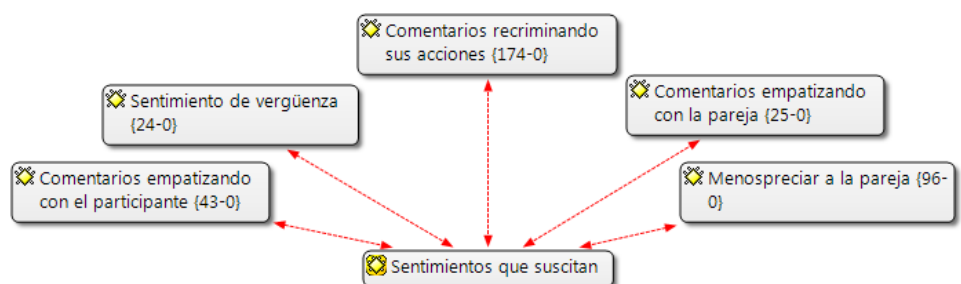 Comentarios recriminando
sus acciones {174-0}
Sentimiento de vergüenza
{24-0}
Comentarios empatizando
con la pareja {25-0}
Comentarios empatizando
con el participante {43-0}
Menospreciar a la pareja {96-
0}
Sentimientos que suscitan